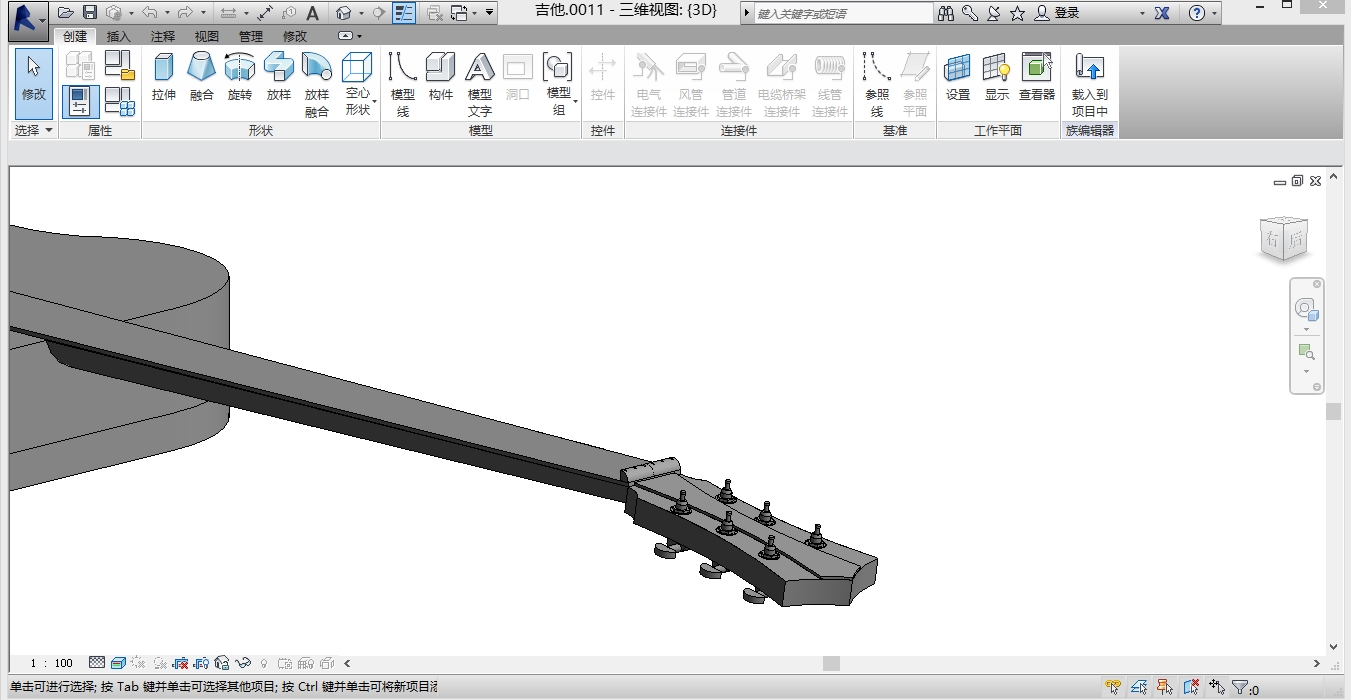 吉他.0011 - 三维视图: {3D}
键入关键字或短语
登录
创建 插入 注释 视图 管理 修改
修改
拉伸 融合 旋转 放样 放样融合 空心形状
模型线 构件 模型文字 洞口 模型组
控件
电气连接件 风管连接件 管道连接件 电缆桥架连接件 线管连接件
参照线 参照平面
设置 显示 查看器
载入到项目中
选择 属性 形状 模型 控件 连接件 基准 工作平面 族编辑器
右 后
1 : 100
单击可进行选择; 按 Tab 键并单击可选择其他项目; 按 Ctrl 键并单击可将新项目
:0